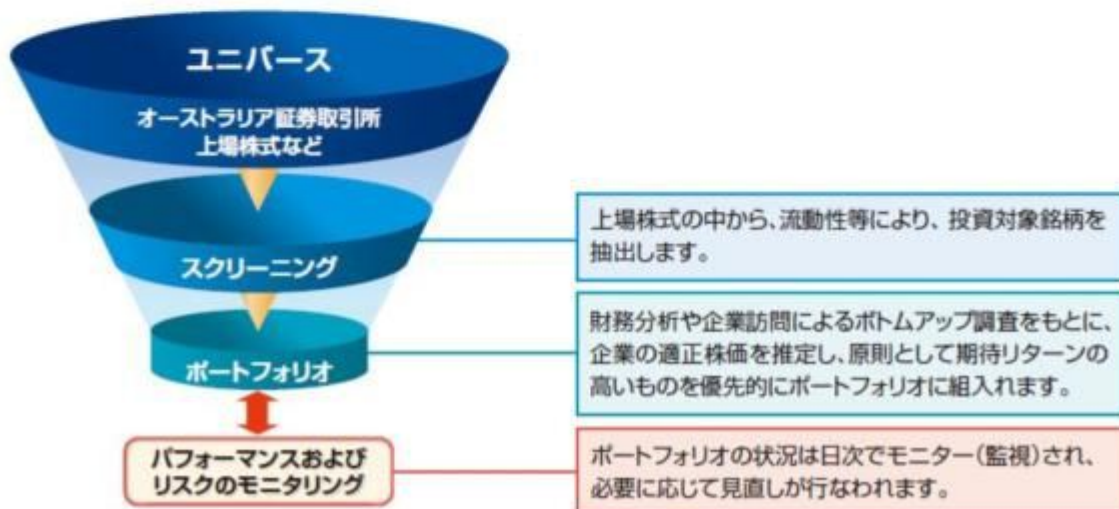 ユニバース
オーストラリア証券取引所
上場株式など
スクリーニング
ポートフォリオ
パフォーマンスおよび
リスクのモニタリング
上場株式の中から、流動性等により、投資対象銘柄を
抽出します。
財務分析や企業訪問によるボトムアップ調査をもとに、
企業の適正株価を推定し、原則として期待リターンの
高いものを優先的にポートフォリオに組入れます。
ポートフォリオの状況は日次でモニター(監視)され、
必要に応じて見直しが行なわれます。